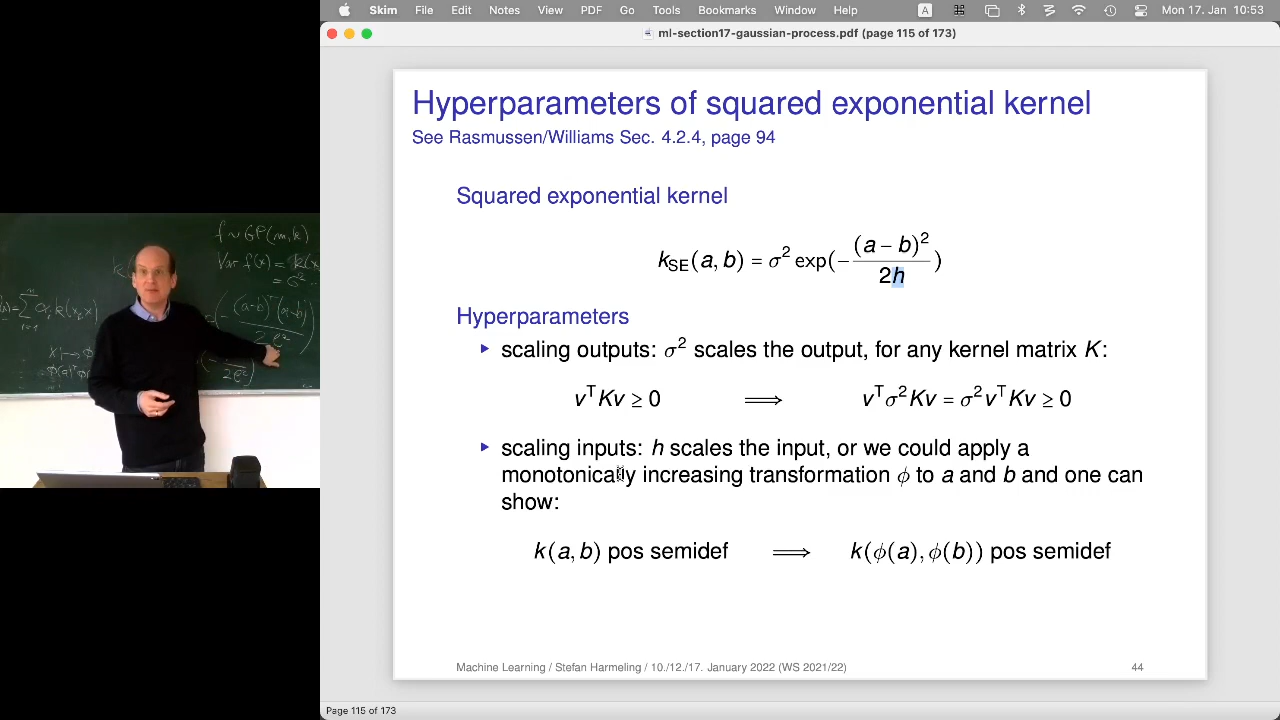 Skim File Edit Notes View PDF Go Tools Bookmarks Window Help A Mon 17. Jan 10:53
ml-section17-gaussian-process.pdf (page 115 of 173)
Hyperparameters of squared exponential kernel
See Rasmussen/Williams Sec. 4.2.4, page 94
Squared exponential kernel
k_SE(a, b) = σ² exp(−(a − b)²/2h)
Hyperparameters
▸ scaling outputs: σ² scales the output, for any kernel matrix K:
vᵀKv ≥ 0 ⟹ vᵀσ²Kv = σ²vᵀKv ≥ 0
▸ scaling inputs: h scales the input, or we could apply a
monotonically increasing transformation ϕ to a and b and one can
show:
k(a, b) pos semidef ⟹ k(ϕ(a), ϕ(b)) pos semidef
Machine Learning / Stefan Harmeling / 10./12./17. January 2022 (WS 2021/22) 44
Page 115 of 173
f ~ GP(m, k)
Var f(x) = k(x
= σ²